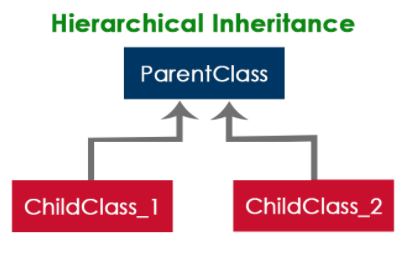 Hierarchical Inheritance
ParentClass
ChildClass_1
ChildClass_2